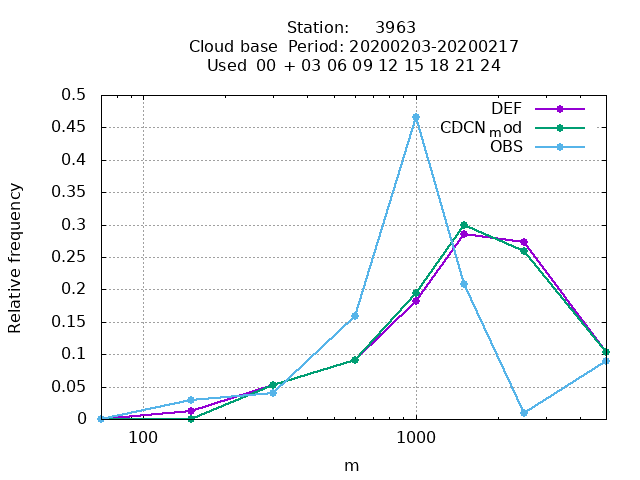 Station: 3963
Cloud base Period: 20200203-20200217
Used 00 + 03 06 09 12 15 18 21 24
0.5
DEF
0.45
CDCN_mod
OBS
0.4
0.35
0.3
0.25
0.2
0.15
0.1
0.05
0
Relative frequency
100 1000
m